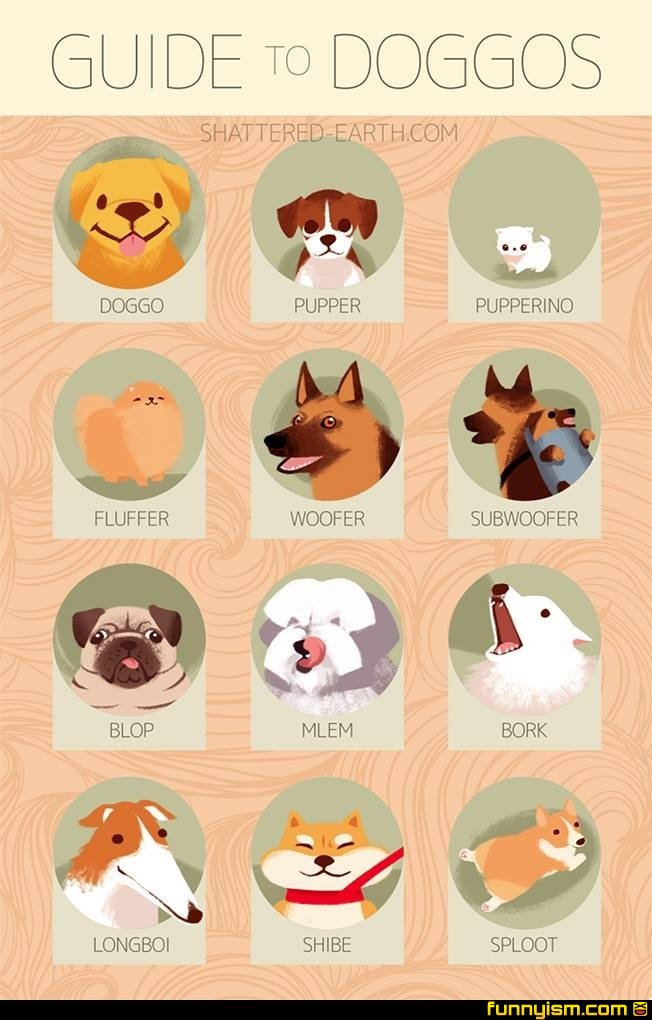 GUIDE TO DOGGOS
SHATTERED-EARTH.COM
DOGGO PUPPER PUPPERINO
FLUFFER WOOFER SUBWOOFER
BLOP MLEM BORK
LONGBOI SHIBE SPLOOT
funnyism.com